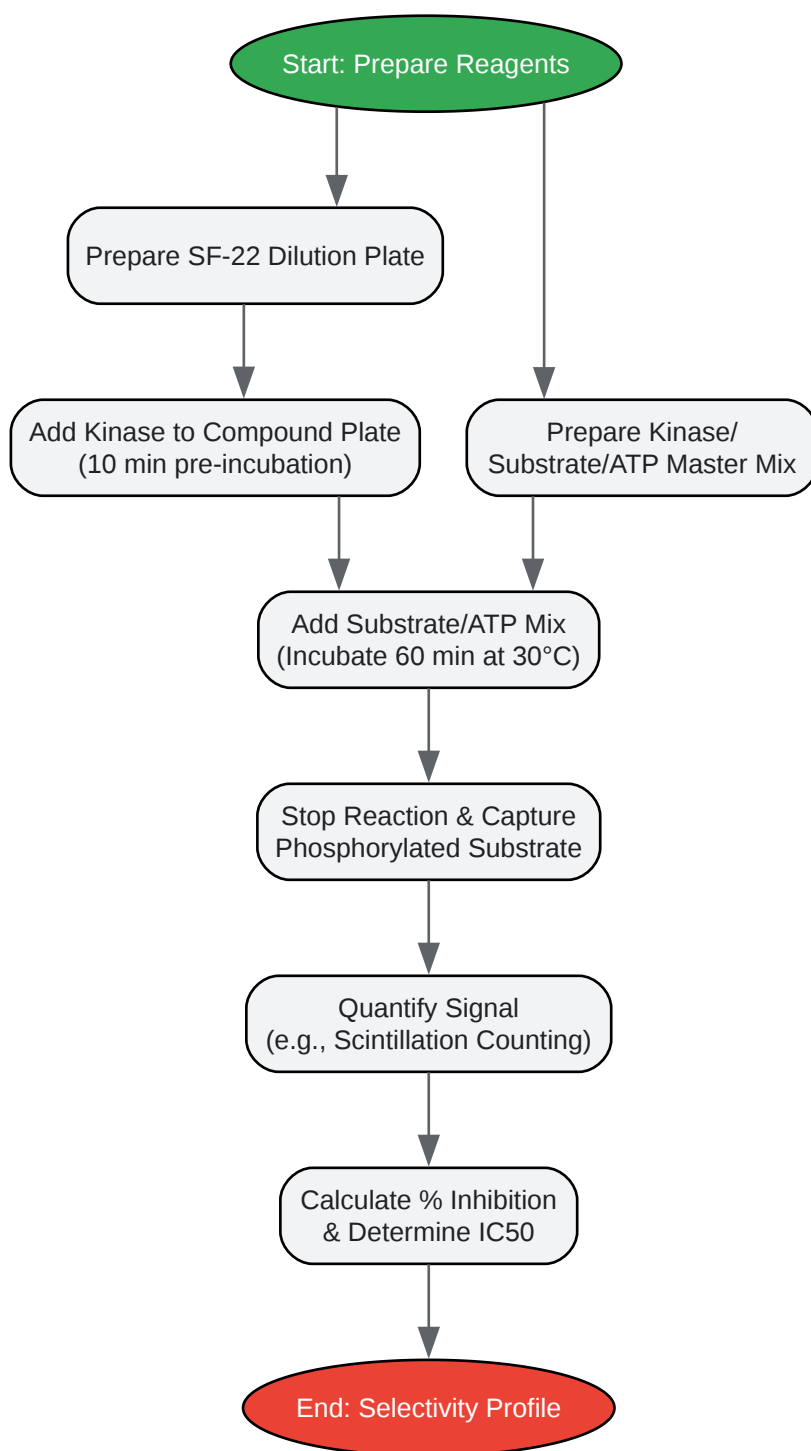 Start: Prepare Reagents
Prepare SF-22 Dilution Plate
Add Kinase to Compound Plate
(10 min pre-incubation)
Prepare Kinase/
Substrate/ATP Master Mix
Add Substrate/ATP Mix
(Incubate 60 min at 30°C)
Stop Reaction & Capture
Phosphorylated Substrate
Quantify Signal
(e.g., Scintillation Counting)
Calculate % Inhibition
& Determine IC50
End: Selectivity Profile